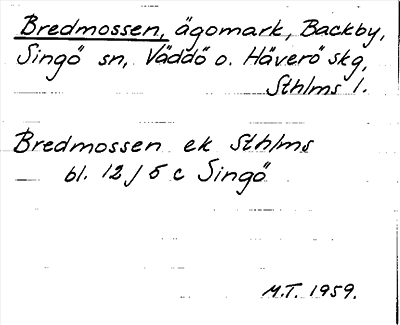 Bredmossen, ägomark, Backby,
Singö sn, Väddö o. Häverö skg,
Sthlms l.
Bredmossen ek Sthlms
bl. 12 J 5 c Singö
M.T. 1959.